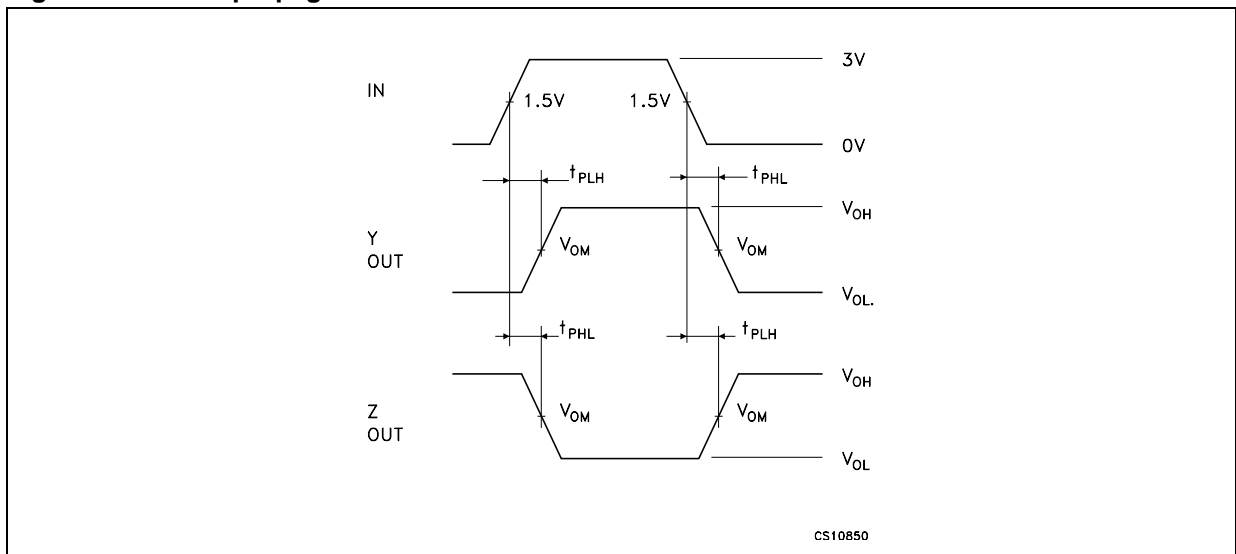 3V
IN
1.5V 1.5V
0V
tPLH tPHL
VOH
Y
OUT
VOM VOM
VOL.
tPHL tPLH
VOH
Z
OUT
VOM VOM
VOL
CS10850